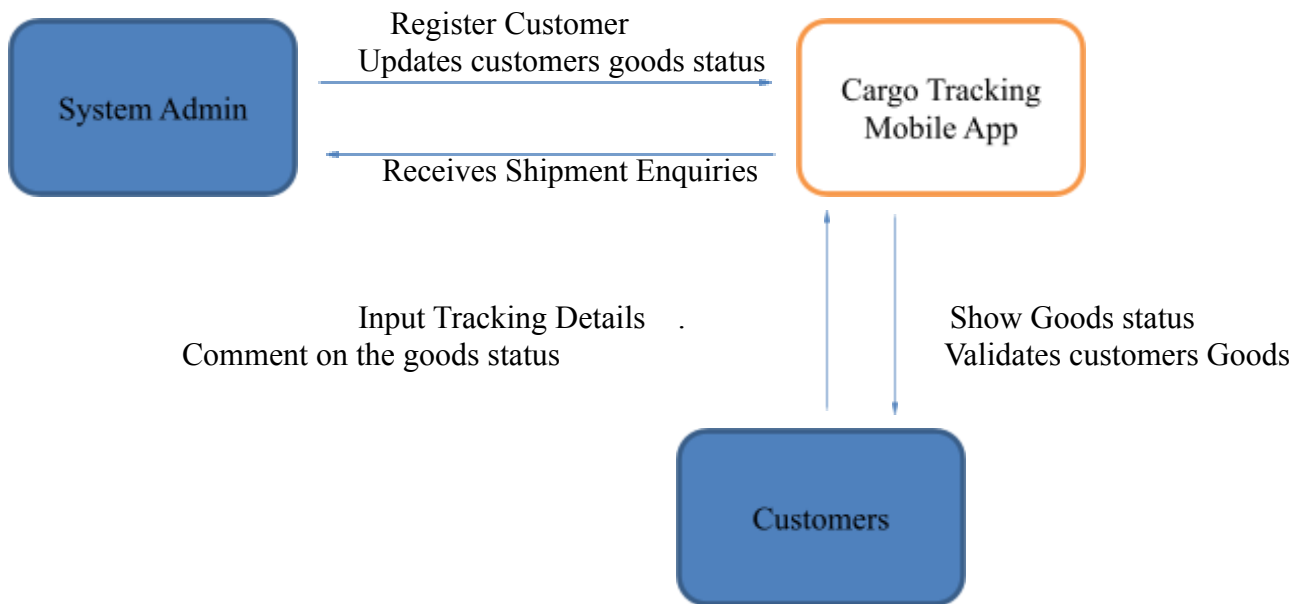 Register Customer
Updates customers goods status
System Admin
Cargo Tracking
Mobile App
Receives Shipment Enquiries
Input Tracking Details .
Comment on the goods status
Show Goods status
Validates customers Goods
Customers